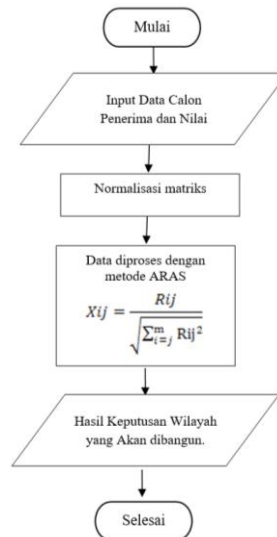 Mulai
Input Data Calon
Penerima dan Nilai
Normalisasi matriks
Data diproses dengan
metode ARAS
Xij = Rij / √(∑_{i=j}^{m} Rij²)
Hasil Keputusan Wilayah
yang Akan dibangun.
Selesai